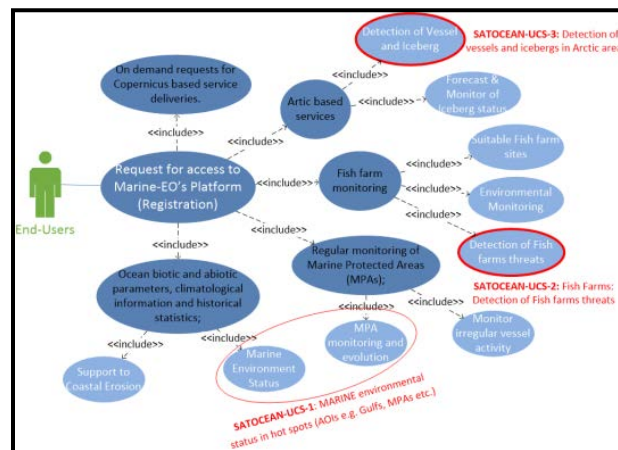 SATOCEAN-UCS-3: Detection of
vessels and icebergs in Arctic area
Detection of Vessel
and Iceberg
<<include>>
On demand requests for
Copernicus based service
deliveries.
<<include>>
Artic based
services
<<include>>
Forecast & 
Monitor of
Iceberg status
<<include>>
<<include>>
Suitable Fish farm
sites
<<include>>
Request for access to
Marine-EO's Platform
(Registration)
<<include>>
Fish farm
monitoring
<<include>>
Environmental
Monitoring
End-Users
<<include>>
<<include>>
Detection of Fish
farms threats
<<include>>
Regular monitoring of
Marine Protected Areas
(MPAs);
SATOCEAN-UCS-2: Fish Farms:
Detection of Fish farms threats
Ocean biotic and abiotic
parameters, climatological
information and historical
statistics;
<<include>>
<<include>>
Monitor
irregular vessel
activity
<<include>>
<<include>>
MPA
monitoring and
evolution
Marine
Environment
Status
Support to
Coastal Erosion
SATOCEAN-UCS-1: MARINE environmental
status in hot spots (AOIs e.g. Gulfs, MPAs etc.)